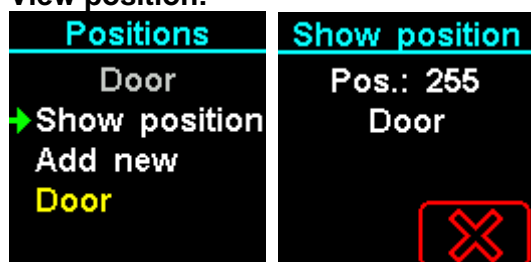 View position:
Positions
Door
Show position
Add new
Door
Show position
Pos.: 255
Door